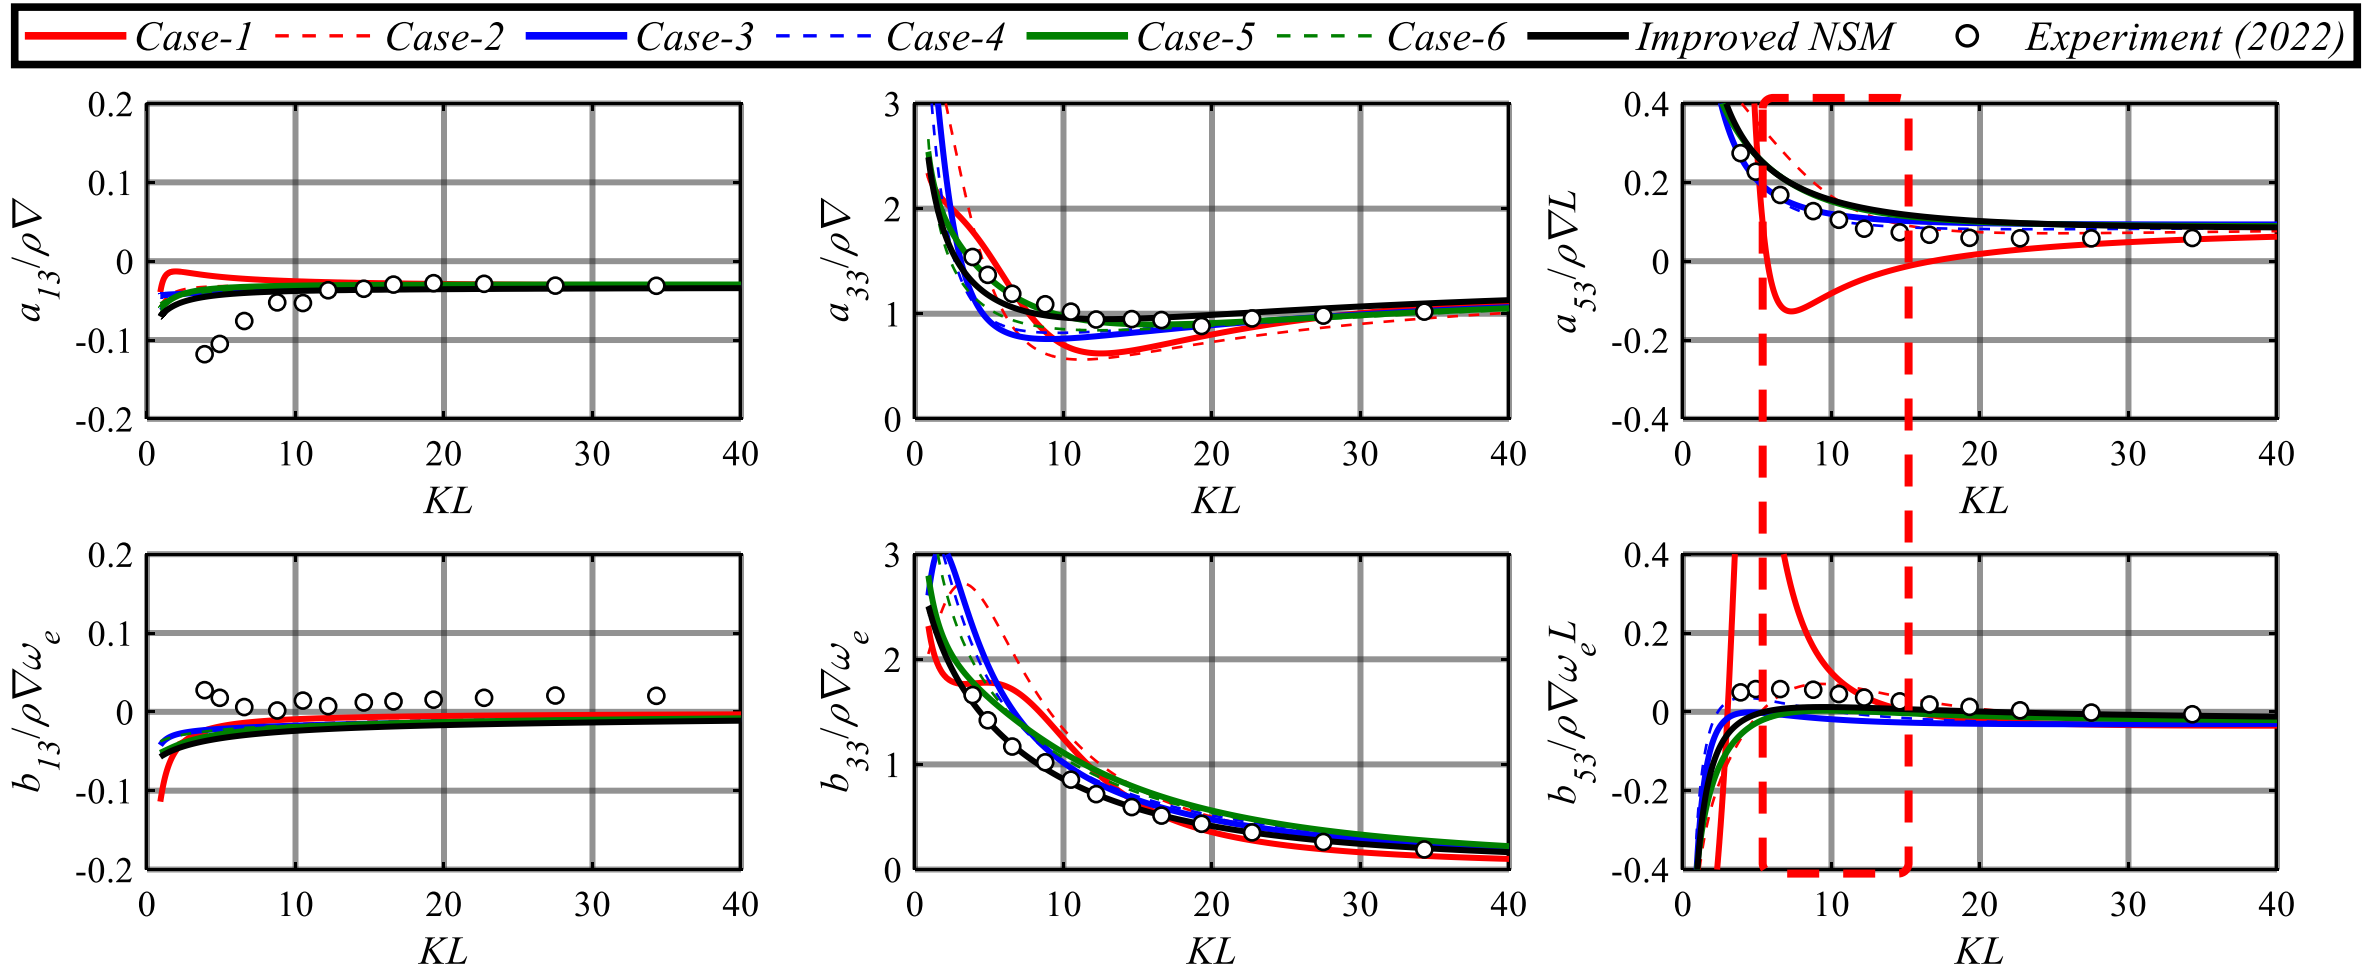 Case-1 Case-2 Case-3 Case-4 Case-5 Case-6 Improved NSM Experiment (2022)
a13/ρ∇
0.2
0.1
0
-0.1
-0.2
0 10 20 30 40
KL
a33/ρ∇
3
2
1
0
0 10 20 30 40
KL
a53/ρ∇L
0.4
0.2
0
-0.2
-0.4
0 10 20 30 40
KL
b13/ρ∇ωe
0.2
0.1
0
-0.1
-0.2
0 10 20 30 40
KL
b33/ρ∇ωe
3
2
1
0
0 10 20 30 40
KL
b53/ρ∇ωeL
0.4
0.2
0
-0.2
-0.4
0 10 20 30 40
KL